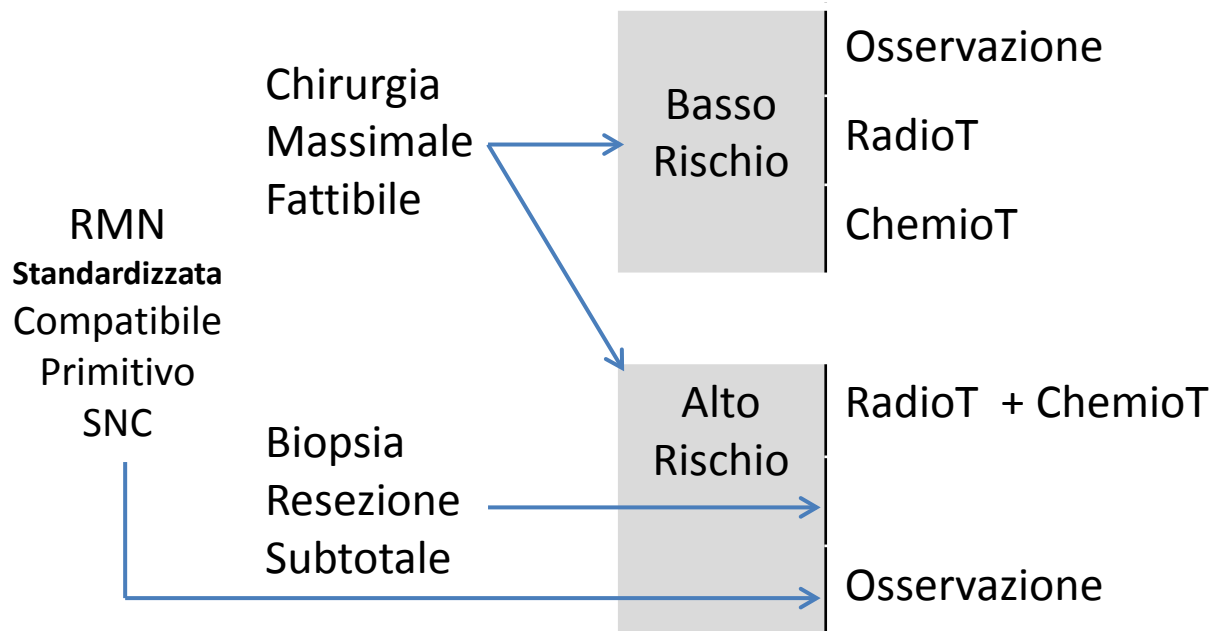 RMN
Standardizzata
Compatibile
Primitivo
SNC
Chirurgia
Massimale
Fattibile
Biopsia
Resezione
Subtotale
Basso
Rischio
Osservazione
RadioT
ChemioT
Alto
Rischio
RadioT + ChemioT
Osservazione